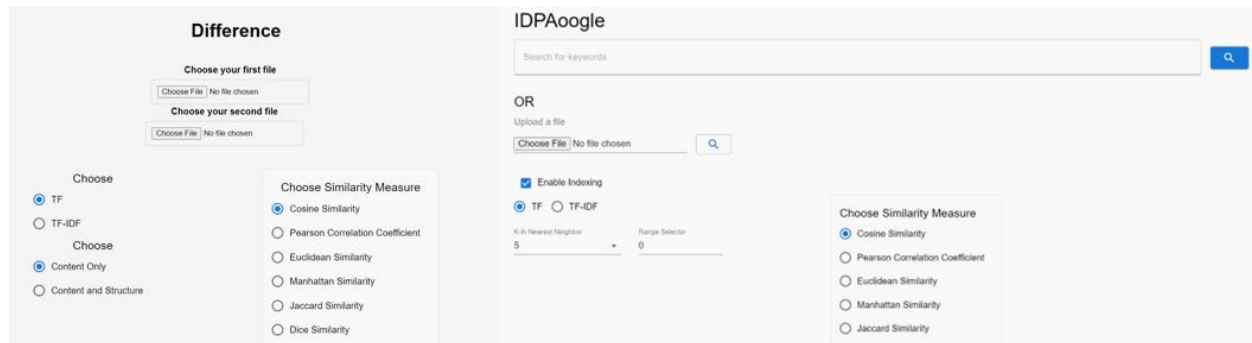 Difference
Choose your first file
Choose File No file chosen
Choose your second file
Choose File No file chosen
Choose
TF
TF-IDF
Choose
Content Only
Content and Structure
Choose Similarity Measure
Cosine Similarity
Pearson Correlation Coefficient
Euclidean Similarity
Manhattan Similarity
Jaccard Similarity
Dice Similarity
IDPAoogle
Search for keywords
OR
Upload a file
Choose File No file chosen
Enable Indexing
TF TF-IDF
K-th Nearest Neighbor Range Selector
5 0
Choose Similarity Measure
Cosine Similarity
Pearson Correlation Coefficient
Euclidean Similarity
Manhattan Similarity
Jaccard Similarity